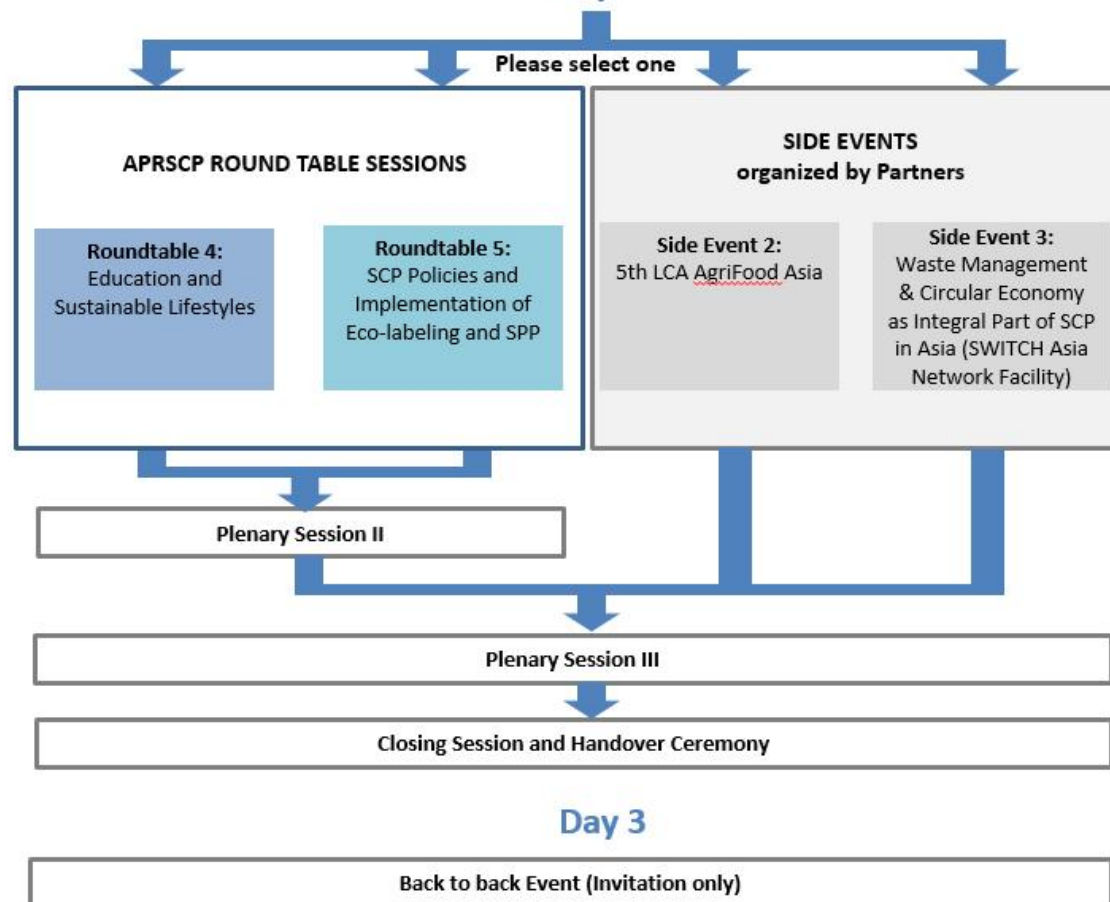 Please select one
APRSCP ROUND TABLE SESSIONS
Roundtable 4:
Education and
Sustainable Lifestyles
Roundtable 5:
SCP Policies and
Implementation of
Eco-labeling and SPP
SIDE EVENTS
organized by Partners
Side Event 2:
5th LCA AgriFood Asia
Side Event 3:
Waste Management
& Circular Economy
as Integral Part of SCP
in Asia (SWITCH Asia
Network Facility)
Plenary Session II
Plenary Session III
Closing Session and Handover Ceremony
Day 3
Back to back Event (Invitation only)